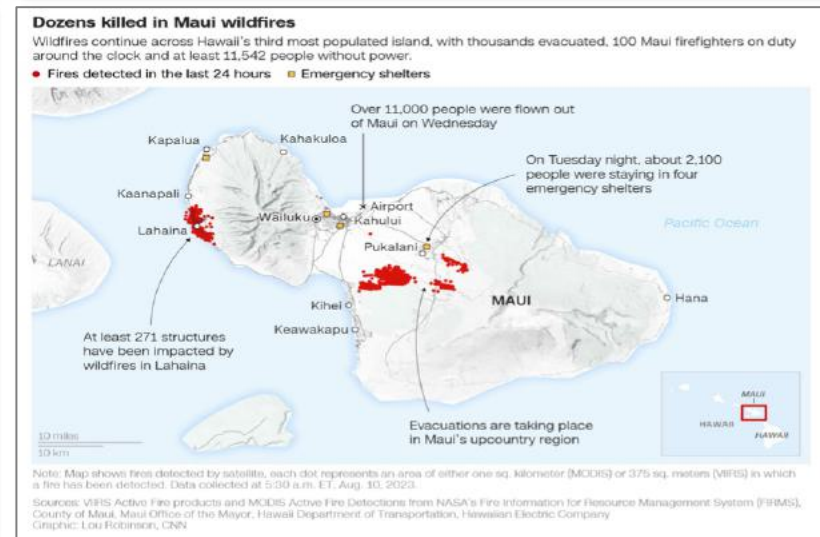 Dozens killed in Maui wildfires
Wildfires continue across Hawaii's third most populated island, with thousands evacuated, 100 Maui firefighters on duty
around the clock and at least 11,542 people without power.
Fires detected in the last 24 hours
Emergency shelters
Over 11,000 people were flown out
of Maui on Wednesday
Kapalua
Kahakuloa
On Tuesday night, about 2,100
people were staying in four
emergency shelters
Kaanapali
Airport
Wailuku
Kahului
Pacific Ocean
Lahaina
Pukalani
LANAI
MAUI
Hana
Kihei
Keawakapu
At least 271 structures
have been impacted by
wildfires in Lahaina
Evacuations are taking place
in Maui's upcountry region
MAUI
HAWAII
HAWAII
10 miles
10 km
Note: Map shows fires detected by satellite, each dot represents an area of either one sq. kilometer (MODIS) or 375 sq. meters (VIIRS) in which
a fire has been detected. Data collected at 5:30 a.m. ET. Aug. 10, 2023.
Sources: VIIRS Active Fire products and MODIS Active Fire Detections from NASA's Fire Information for Resource Management System (FIRMS),
County of Maui, Maui Office of the Mayor, Hawaii Department of Transportation, Hawaiian Electric Company
Graphic: Lou Robinson, CNN